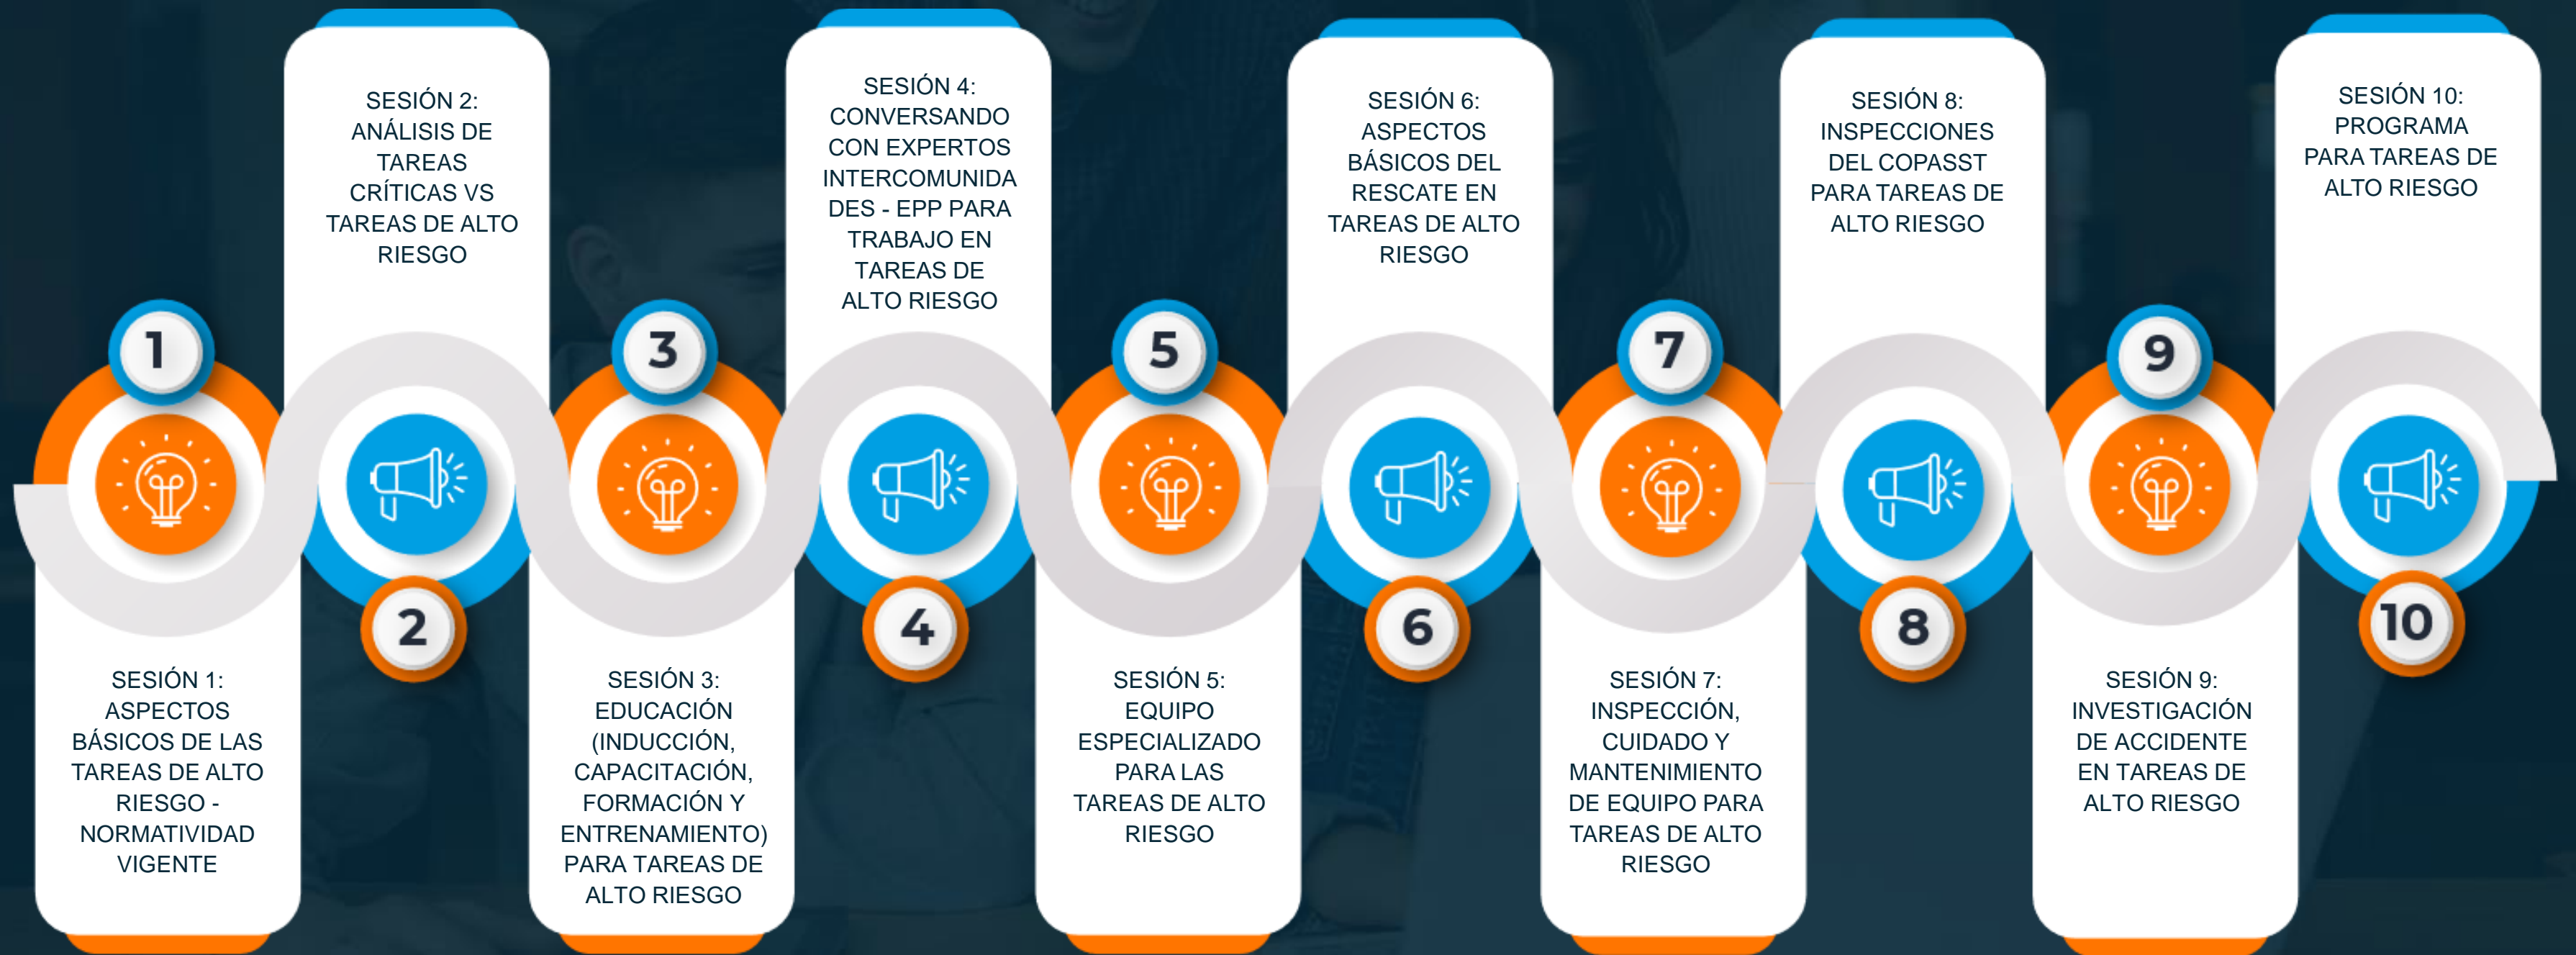 SESIÓN 1:
ASPECTOS
BÁSICOS DE LAS
TAREAS DE ALTO
RIESGO -
NORMATIVIDAD
VIGENTE
1
SESIÓN 2:
ANÁLISIS DE
TAREAS
CRÍTICAS VS
TAREAS DE ALTO
RIESGO
2
3
SESIÓN 3:
EDUCACIÓN
(INDUCCIÓN,
CAPACITACIÓN,
FORMACIÓN Y
ENTRENAMIENTO)
PARA TAREAS DE
ALTO RIESGO
SESIÓN 4:
CONVERSANDO
CON EXPERTOS
INTERCOMUNIDA
DES - EPP PARA
TRABAJO EN
TAREAS DE
ALTO RIESGO
4
5
SESIÓN 5:
EQUIPO
ESPECIALIZADO
PARA LAS
TAREAS DE ALTO
RIESGO
SESIÓN 6:
ASPECTOS
BÁSICOS DEL
RESCATE EN
TAREAS DE ALTO
RIESGO
6
7
SESIÓN 7:
INSPECCIÓN,
CUIDADO Y
MANTENIMIENTO
DE EQUIPO PARA
TAREAS DE ALTO
RIESGO
SESIÓN 8:
INSPECCIONES
DEL COPASST
PARA TAREAS DE
ALTO RIESGO
8
9
SESIÓN 9:
INVESTIGACIÓN
DE ACCIDENTE
EN TAREAS DE
ALTO RIESGO
SESIÓN 10:
PROGRAMA
PARA TAREAS DE
ALTO RIESGO
10